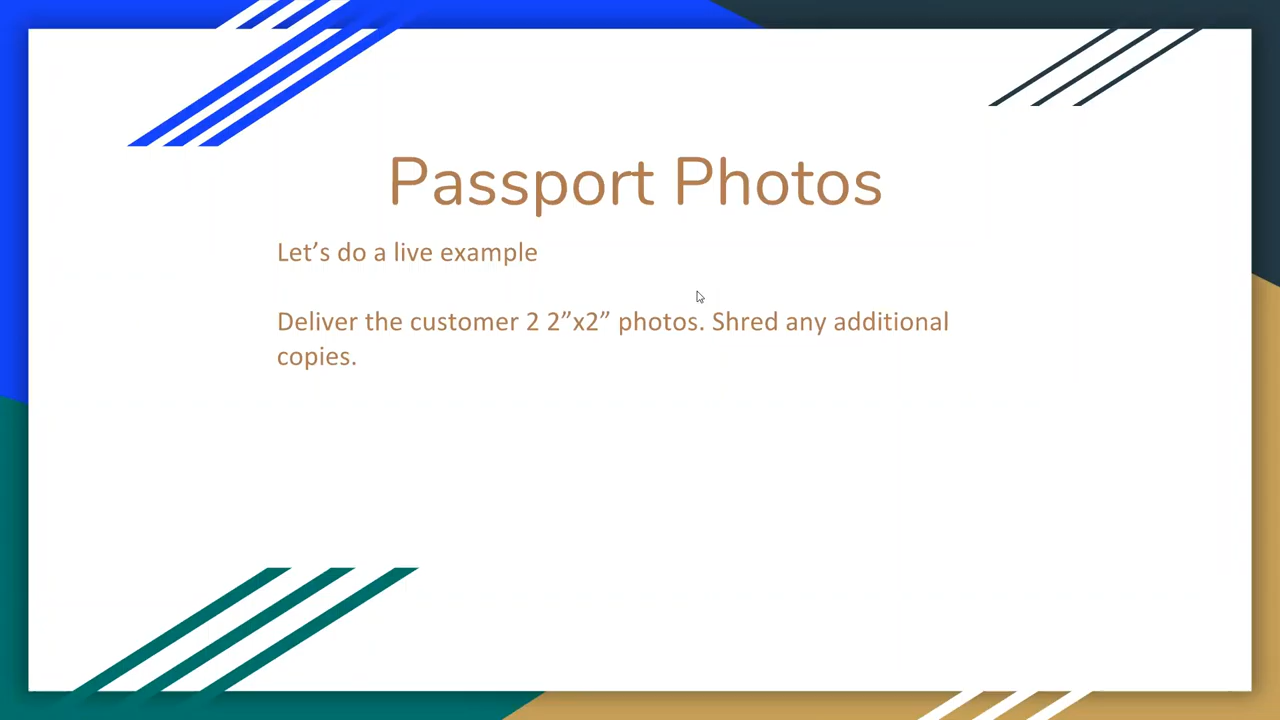 Passport Photos
Let’s do a live example
Deliver the customer 2 2”x2” photos. Shred any additional
copies.